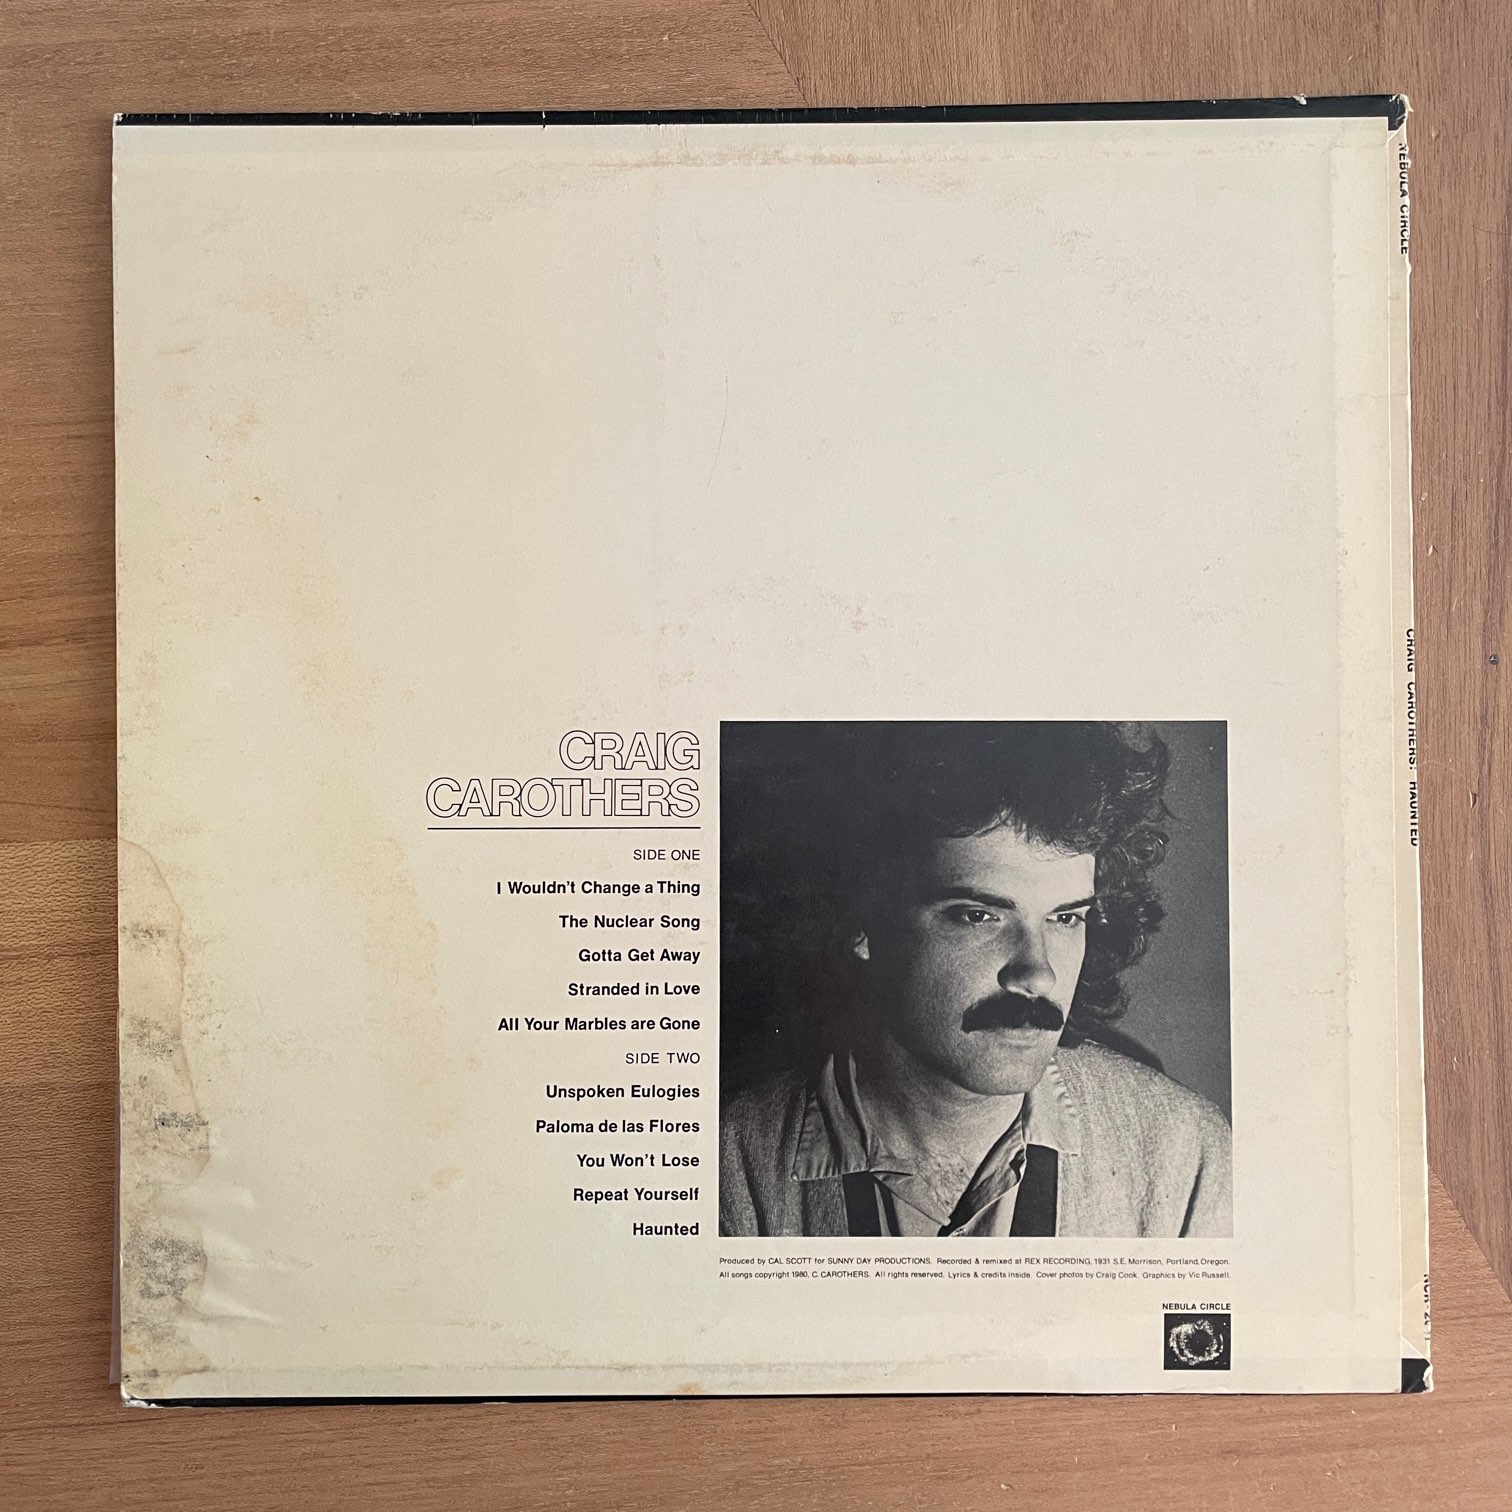 CRAIG
CAROTHERS
SIDE ONE
I Wouldn't Change a Thing
The Nuclear Song
Gotta Get Away
Stranded in Love
All Your Marbles are Gone
SIDE TWO
Unspoken Eulogies
Paloma de las Flores
You Won't Lose
Repeat Yourself
Haunted
Produced by CAL SCOTT for SUNNY DAY PRODUCTIONS. Recorded & remixed at REX RECORDING, 1931 S.E. Morrison, Portland, Oregon.
All songs copyright 1980, C. CAROTHERS. All rights reserved. Lyrics & credits inside. Cover photos by Craig Cook. Graphics by Vic Russell.
NEBULA CIRCLE
NEBULA CIRCLE
CRAIG CAROTHERS: HAUNTED